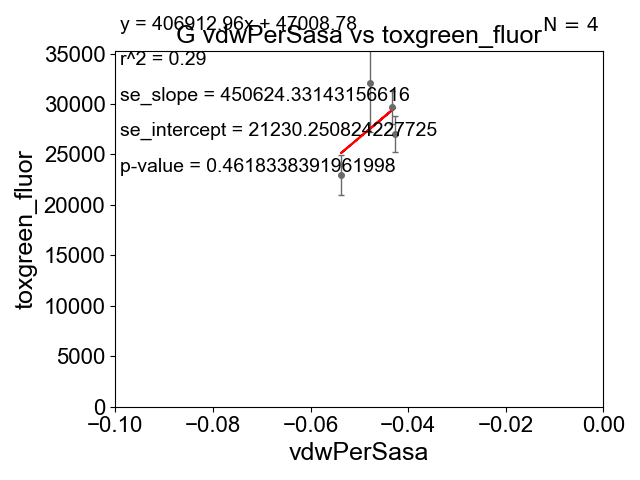 y = 406912.96x + 47008.78
N = 4
G vdwPerSasa vs toxgreen_fluor
r^2 = 0.29
se_slope = 450624.33143156616
se_intercept = 21230.250824227725
p-value = 0.4618338391961998
35000
30000
25000
20000
15000
10000
5000
0
toxgreen_fluor
−0.10 −0.08 −0.06 −0.04 −0.02 0.00
vdwPerSasa